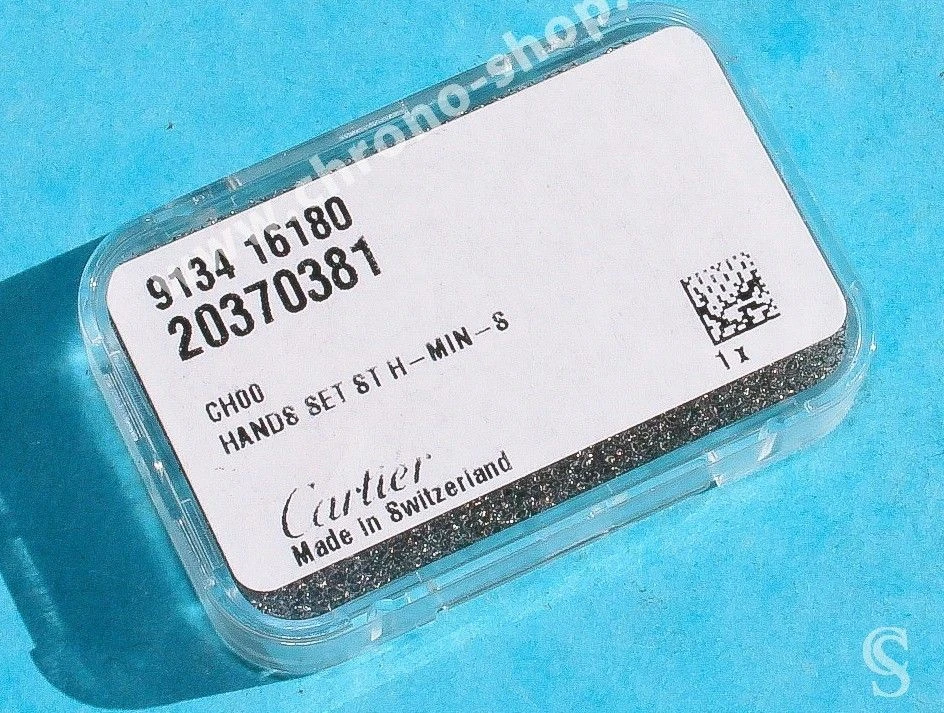 www.chrono-shop.
9134 16180
20370381
CH00
HANDS SET ST H-MIN-S
1 x
Cartier
Made in Switzerland